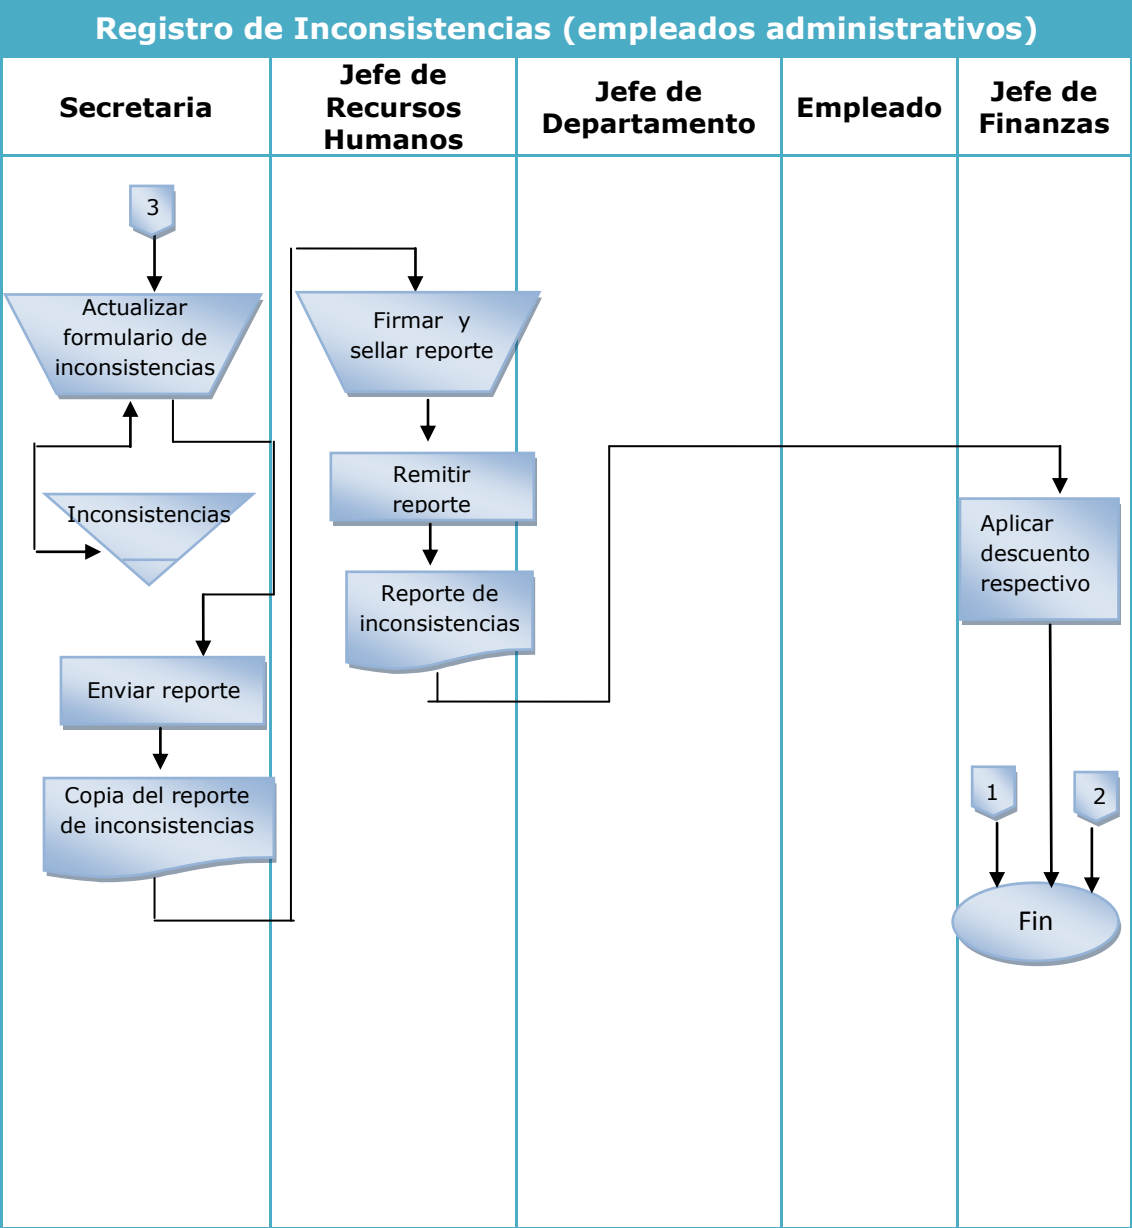 Registro de Inconsistencias (empleados administrativos)
Secretaria
Jefe de
Recursos
Humanos
Jefe de
Departamento
Empleado
Jefe de
Finanzas
3
Actualizar
formulario de
inconsistencias
Inconsistencias
Enviar reporte
Copia del reporte
de inconsistencias
Firmar y
sellar reporte
Remitir
reporte
Reporte de
inconsistencias
Aplicar
descuento
respectivo
1
2
Fin